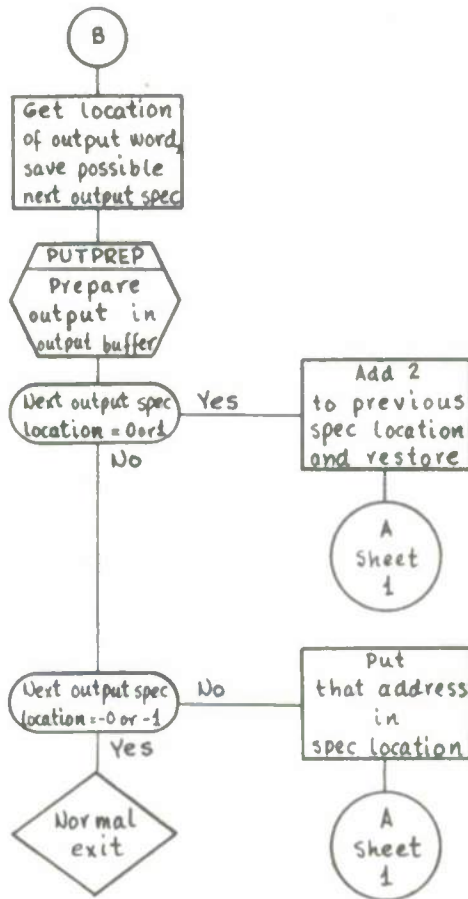 B
Get location
of output word,
save possible
next output spec
PUTPREP
Prepare
output in
output buffer
Next output spec
location = 0 or 1
Yes
No
Add 2
to previous
spec location
and restore
A
Sheet
1
Next output spec
location = -0 or -1
No
Yes
Put
that address
in
spec location
Normal
exit
A
Sheet
1